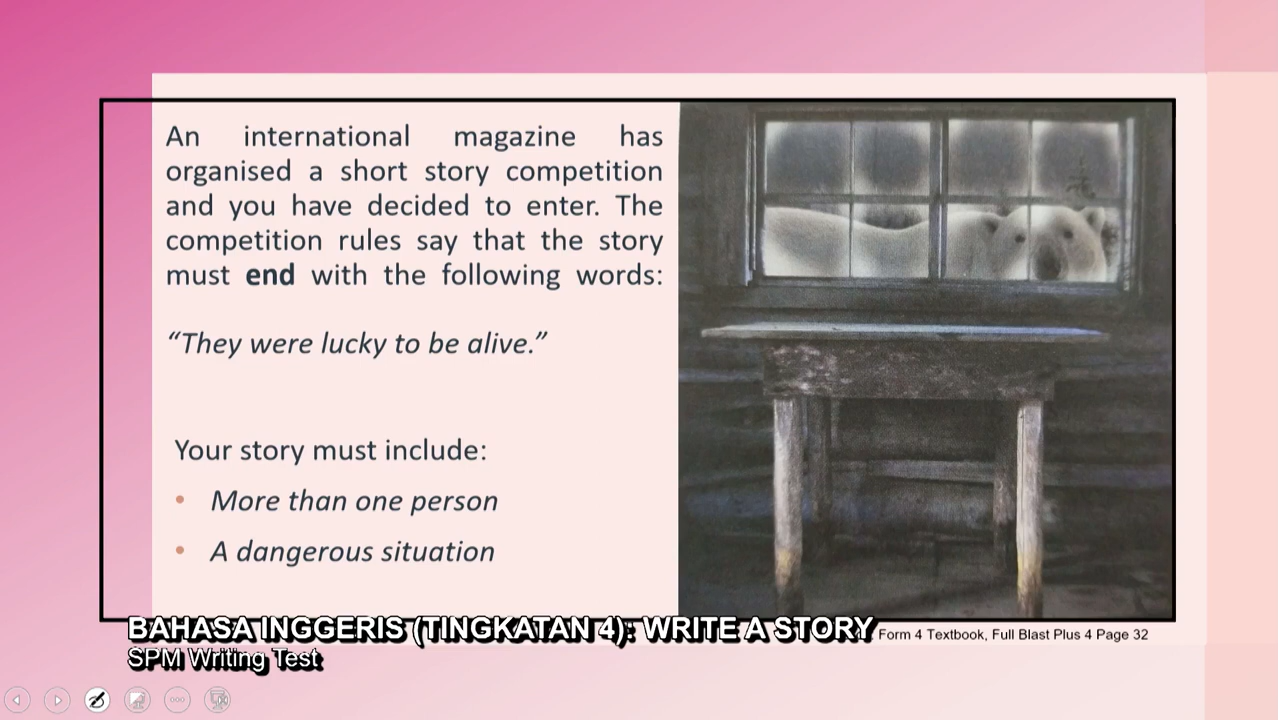 An international magazine has
organised a short story competition
and you have decided to enter. The
competition rules say that the story
must end with the following words:
“They were lucky to be alive.”
Your story must include:
• More than one person
• A dangerous situation
BAHASA INGGERIS (TINGKATAN 4): WRITE A STORY
Form 4 Textbook, Full Blast Plus 4 Page 32
SPM Writing Test